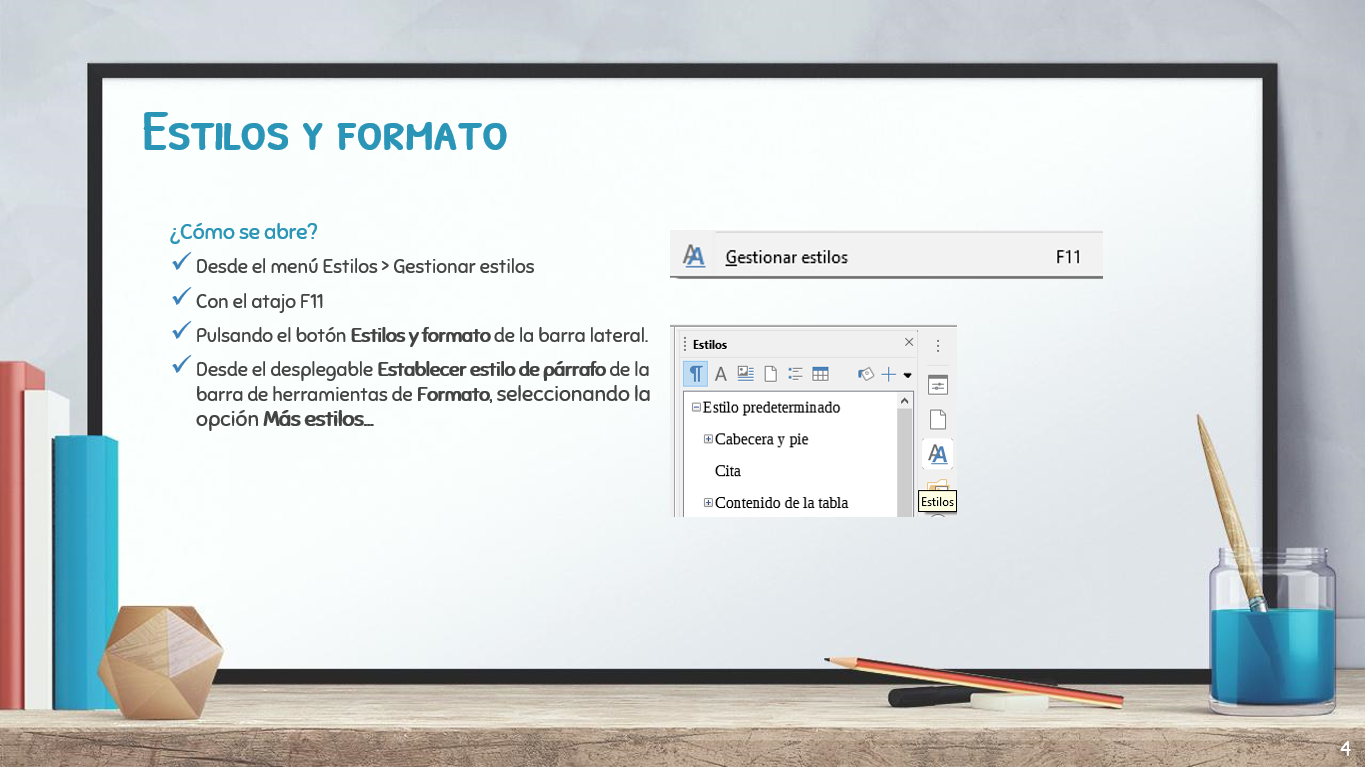 Estilos y formato
¿Cómo se abre?
Desde el menú Estilos > Gestionar estilos
Con el atajo F11
Pulsando el botón Estilos y formato de la barra lateral.
Desde el desplegable Establecer estilo de párrafo de la
barra de herramientas de Formato, seleccionando la
opción Más estilos...
Gestionar estilos F11
Estilos
Estilo predeterminado
Cabecera y pie
Cita
Contenido de la tabla
Estilos
4